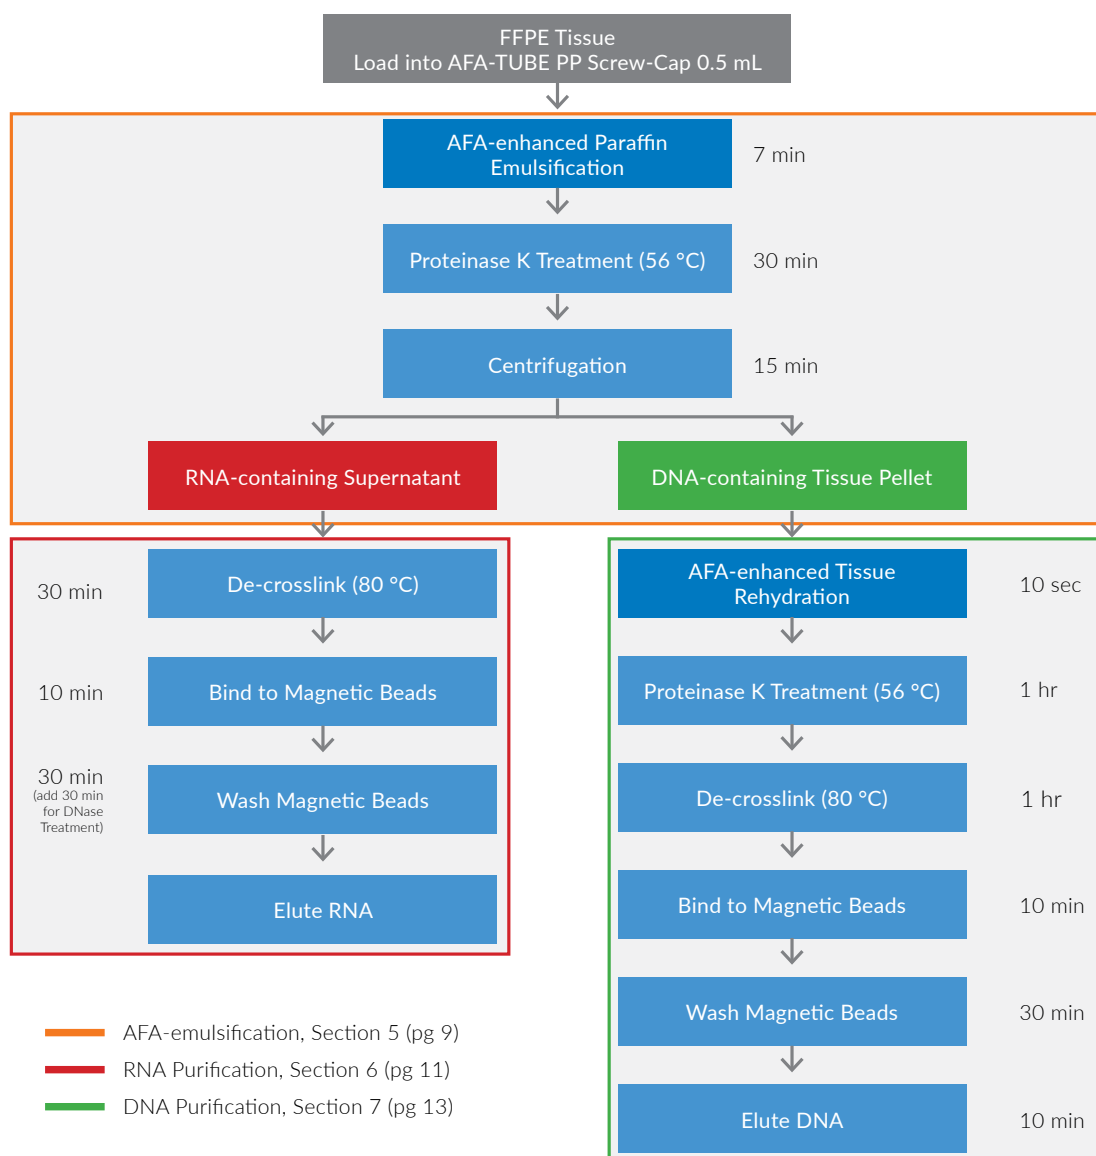 FFPE Tissue
Load into AFA-TUBE PP Screw-Cap 0.5 mL
AFA-enhanced Paraffin
Emulsification
7 min
Proteinase K Treatment (56 °C)
30 min
Centrifugation
15 min
RNA-containing Supernatant
DNA-containing Tissue Pellet
30 min
De-crosslink (80 °C)
10 min
Bind to Magnetic Beads
30 min
(add 30 min
for DNase
Treatment)
Wash Magnetic Beads
Elute RNA
AFA-enhanced Tissue
Rehydration
10 sec
Proteinase K Treatment (56 °C)
1 hr
De-crosslink (80 °C)
1 hr
Bind to Magnetic Beads
10 min
Wash Magnetic Beads
30 min
Elute DNA
10 min
AFA-emulsification, Section 5 (pg 9)
RNA Purification, Section 6 (pg 11)
DNA Purification, Section 7 (pg 13)